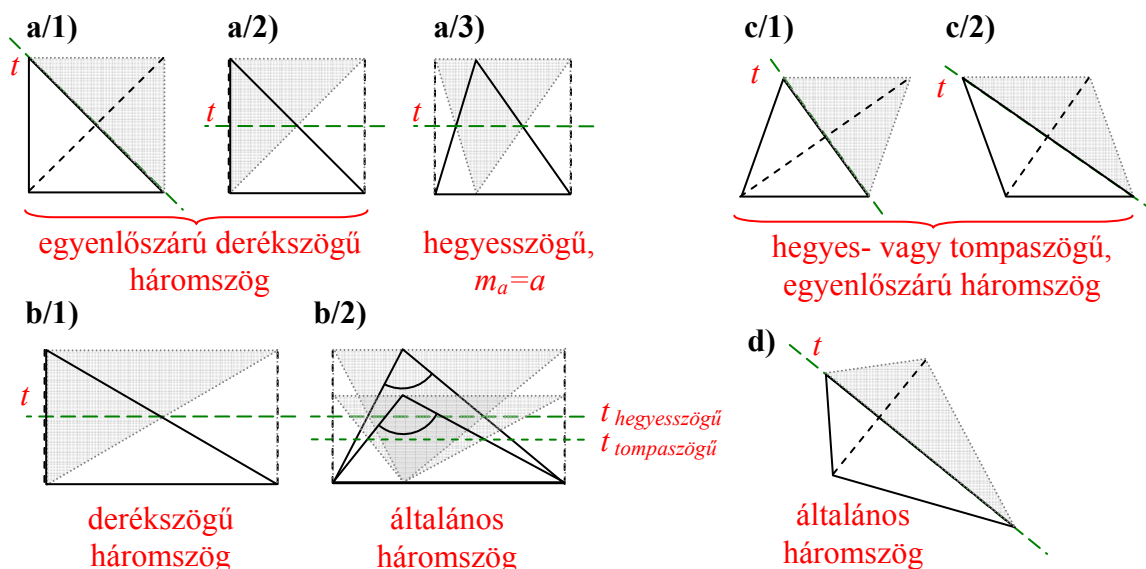 a/1)
a/2)
a/3)
c/1)
c/2)
t
t
t
t
t
egyenlőszárú derékszögű
háromszög
hegyesszögű,
mₐ=a
hegyes- vagy tompaszögű,
egyenlőszárú háromszög
b/1)
b/2)
d)
t
t
t hegyesszögű
t tompaszögű
derékszögű
háromszög
általános
háromszög
általános
háromszög